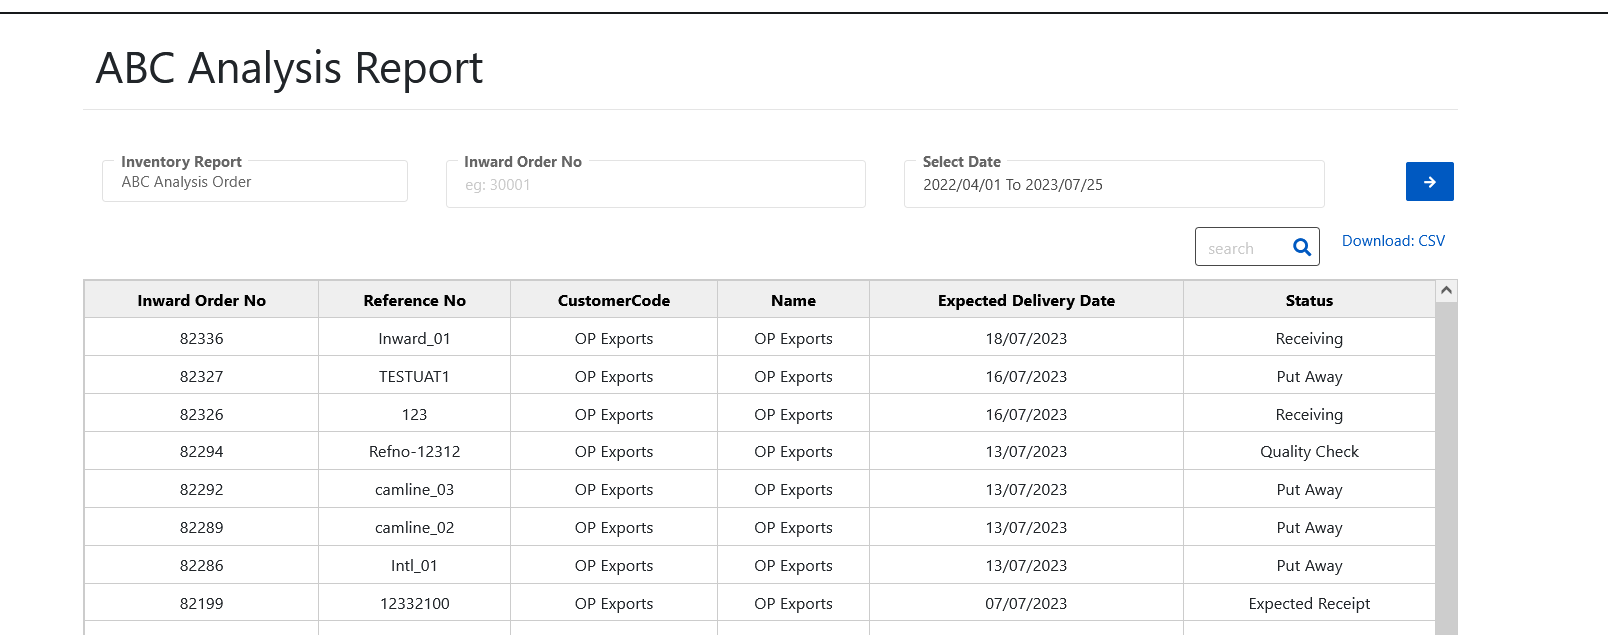 ABC Analysis Report
Inventory Report
ABC Analysis Order
Inward Order No
eg: 30001
Select Date
2022/04/01 To 2023/07/25
search
Download: CSV
Inward Order No Reference No CustomerCode Name Expected Delivery Date Status
82336 Inward_01 OP Exports OP Exports 18/07/2023 Receiving
82327 TESTUAT1 OP Exports OP Exports 16/07/2023 Put Away
82326 123 OP Exports OP Exports 16/07/2023 Receiving
82294 Refno-12312 OP Exports OP Exports 13/07/2023 Quality Check
82292 camline_03 OP Exports OP Exports 13/07/2023 Put Away
82289 camline_02 OP Exports OP Exports 13/07/2023 Put Away
82286 Intl_01 OP Exports OP Exports 13/07/2023 Put Away
82199 12332100 OP Exports OP Exports 07/07/2023 Expected Receipt